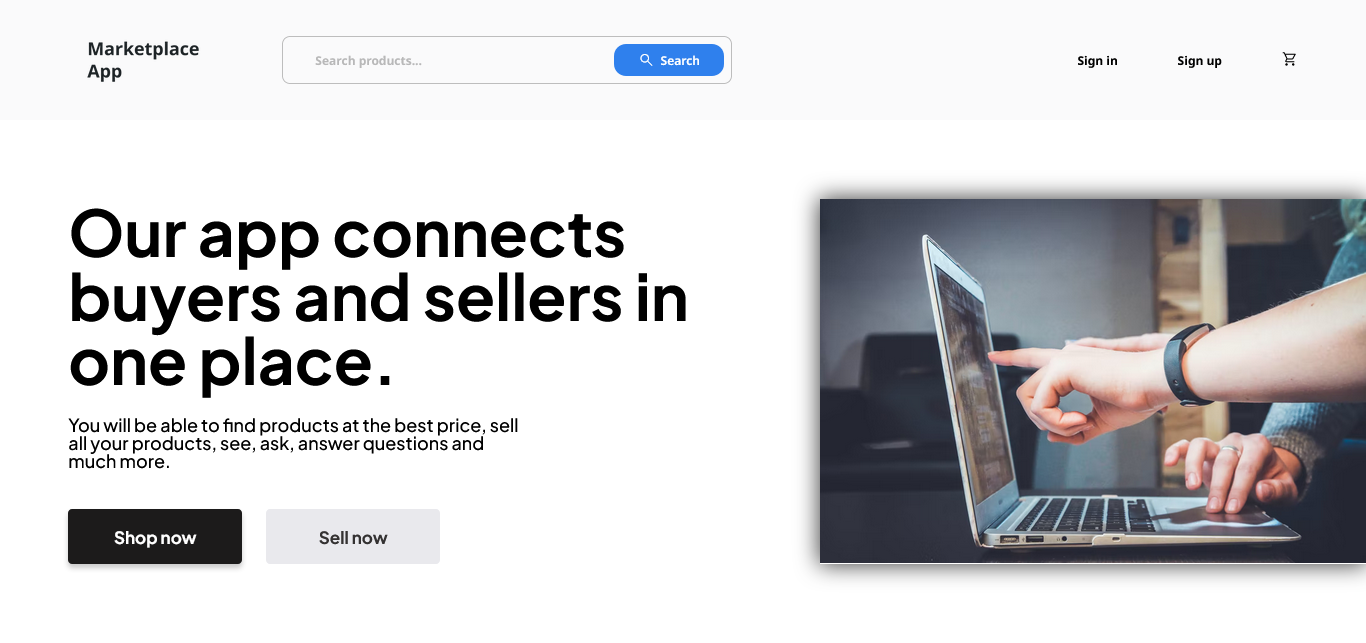 Marketplace
App
Search products...
Search
Sign in
Sign up
Our app connects
buyers and sellers in
one place.
You will be able to find products at the best price, sell
all your products, see, ask, answer questions and
much more.
Shop now
Sell now